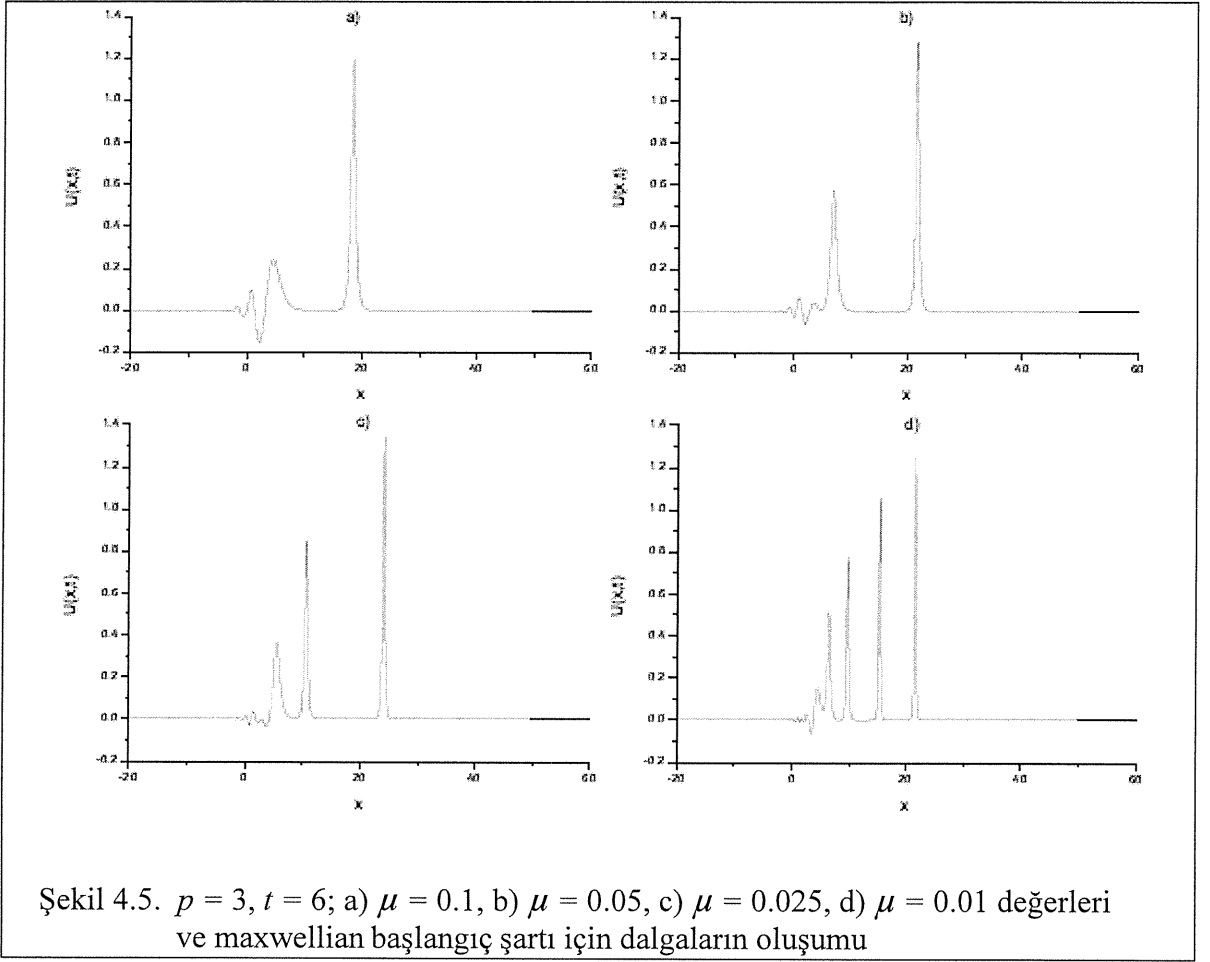 a)
1.4
1.2
1.0
0.8
0.6
0.4
0.2
0.0
-0.2
U(x,t)
-20 0 20 40 60
x
b)
1.4
1.2
1.0
0.8
0.6
0.4
0.2
0.0
-0.2
U(x,t)
-20 0 20 40 60
x
c)
1.4
1.2
1.0
0.8
0.6
0.4
0.2
0.0
-0.2
U(x,t)
-20 0 20 40 60
x
d)
1.4
1.2
1.0
0.8
0.6
0.4
0.2
0.0
-0.2
U(x,t)
-20 0 20 40 60
x
Şekil 4.5. p = 3, t = 6; a) μ = 0.1, b) μ = 0.05, c) μ = 0.025, d) μ = 0.01 değerleri
ve maxwellian başlangıç şartı için dalgaların oluşumu